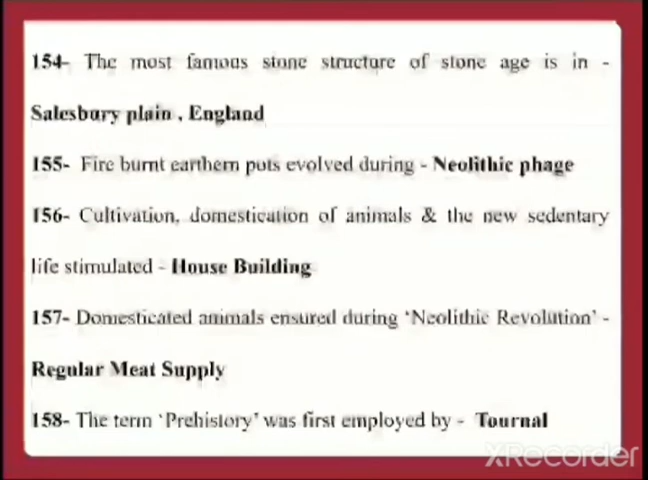 154- The most famous stone structure of stone age is in -
Salesbury plain , England
155- Fire burnt earthern pots evolved during - Neolithic phage
156- Cultivation, domestication of animals & the new sedentary
life stimulated - House Building
157- Domesticated animals ensured during ‘Neolithic Revolution’ -
Regular Meat Supply
158- The term ‘Prehistory’ was first employed by - Tournal
XRecorder